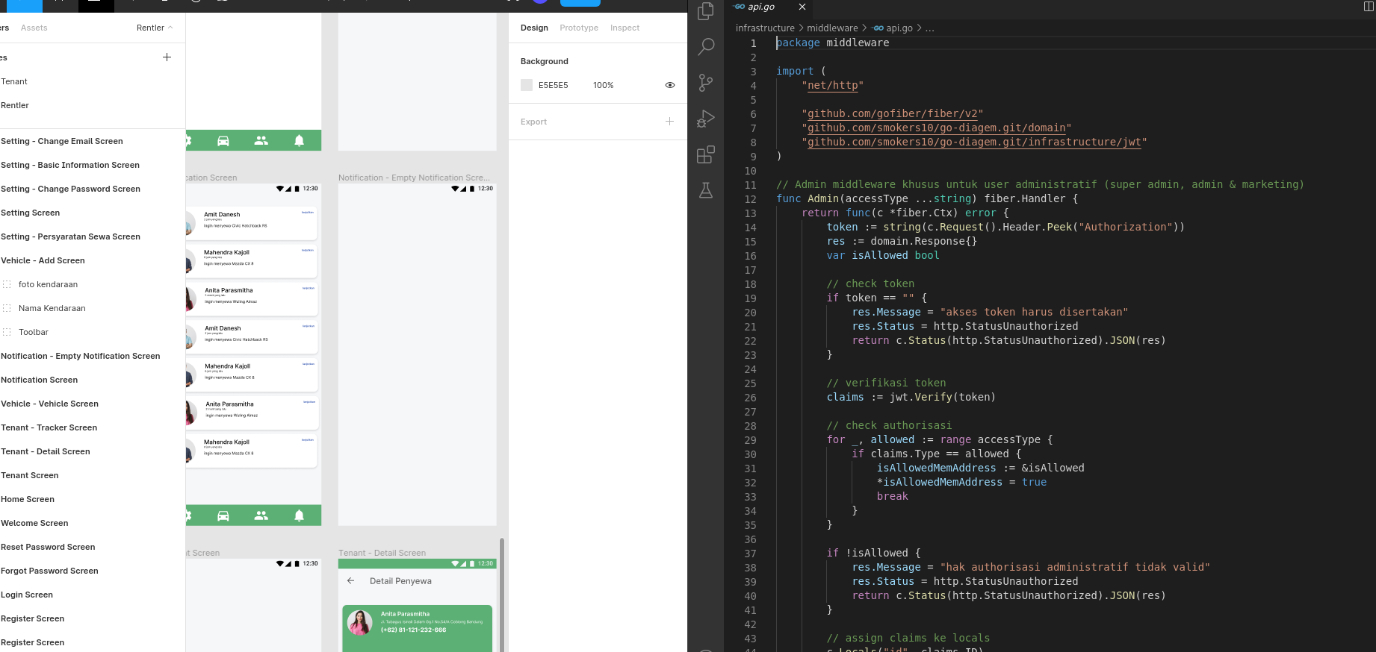 Assets
Rentler
Tenant
Rentler
Setting - Change Email Screen
Setting - Basic Information Screen
Setting - Change Password Screen
Setting Screen
Setting - Persyaratan Sewa Screen
Vehicle - Add Screen
foto kendaraan
Nama Kendaraan
Toolbar
Notification - Empty Notification Screen
Notification Screen
Vehicle - Vehicle Screen
Tenant - Tracker Screen
Tenant - Detail Screen
Tenant Screen
Home Screen
Welcome Screen
Reset Password Screen
Forgot Password Screen
Login Screen
Register Screen
Register Screen
cation Screen
12:30
Amit Danesh
Mahendra Kajoll
Anita Parasmitha
Amit Danesh
Mahendra Kajoll
Anita Parasmitha
Mahendra Kajoll
Notification - Empty Notification Scre...
12:30
t Screen
12:30
Tenant - Detail Screen
12:30
Detail Penyewa
Anita Parasmitha
(+62) 81-121-232-968
Design Prototype Inspect
Background
E5E5E5 100%
Export
api.go
infrastructure > middleware > api.go > ...
1 package middleware
2
3 import (
4 "net/http"
5
6 "github.com/gofiber/fiber/v2"
7 "github.com/smokers10/go-diagem.git/domain"
8 "github.com/smokers10/go-diagem.git/infrastructure/jwt"
9 )
10
11 // Admin middleware khusus untuk user administratif (super admin, admin & marketing)
12 func Admin(accessType ...string) fiber.Handler {
13 return func(c *fiber.Ctx) error {
14 token := string(c.Request().Header.Peek("Authorization"))
15 res := domain.Response{}
16 var isAllowed bool
17
18 // check token
19 if token == "" {
20 res.Message = "akses token harus disertakan"
21 res.Status = http.StatusUnauthorized
22 return c.Status(http.StatusUnauthorized).JSON(res)
23 }
24
25 // verifikasi token
26 claims := jwt.Verify(token)
27
28 // check authorisasi
29 for _, allowed := range accessType {
30 if claims.Type == allowed {
31 isAllowedMemAddress := &isAllowed
32 *isAllowedMemAddress = true
33 break
34 }
35 }
36
37 if !isAllowed {
38 res.Message = "hak authorisasi administratif tidak valid"
39 res.Status = http.StatusUnauthorized
40 return c.Status(http.StatusUnauthorized).JSON(res)
41 }
42
43 // assign claims ke locals
44 c.Locals("id", claims.ID)